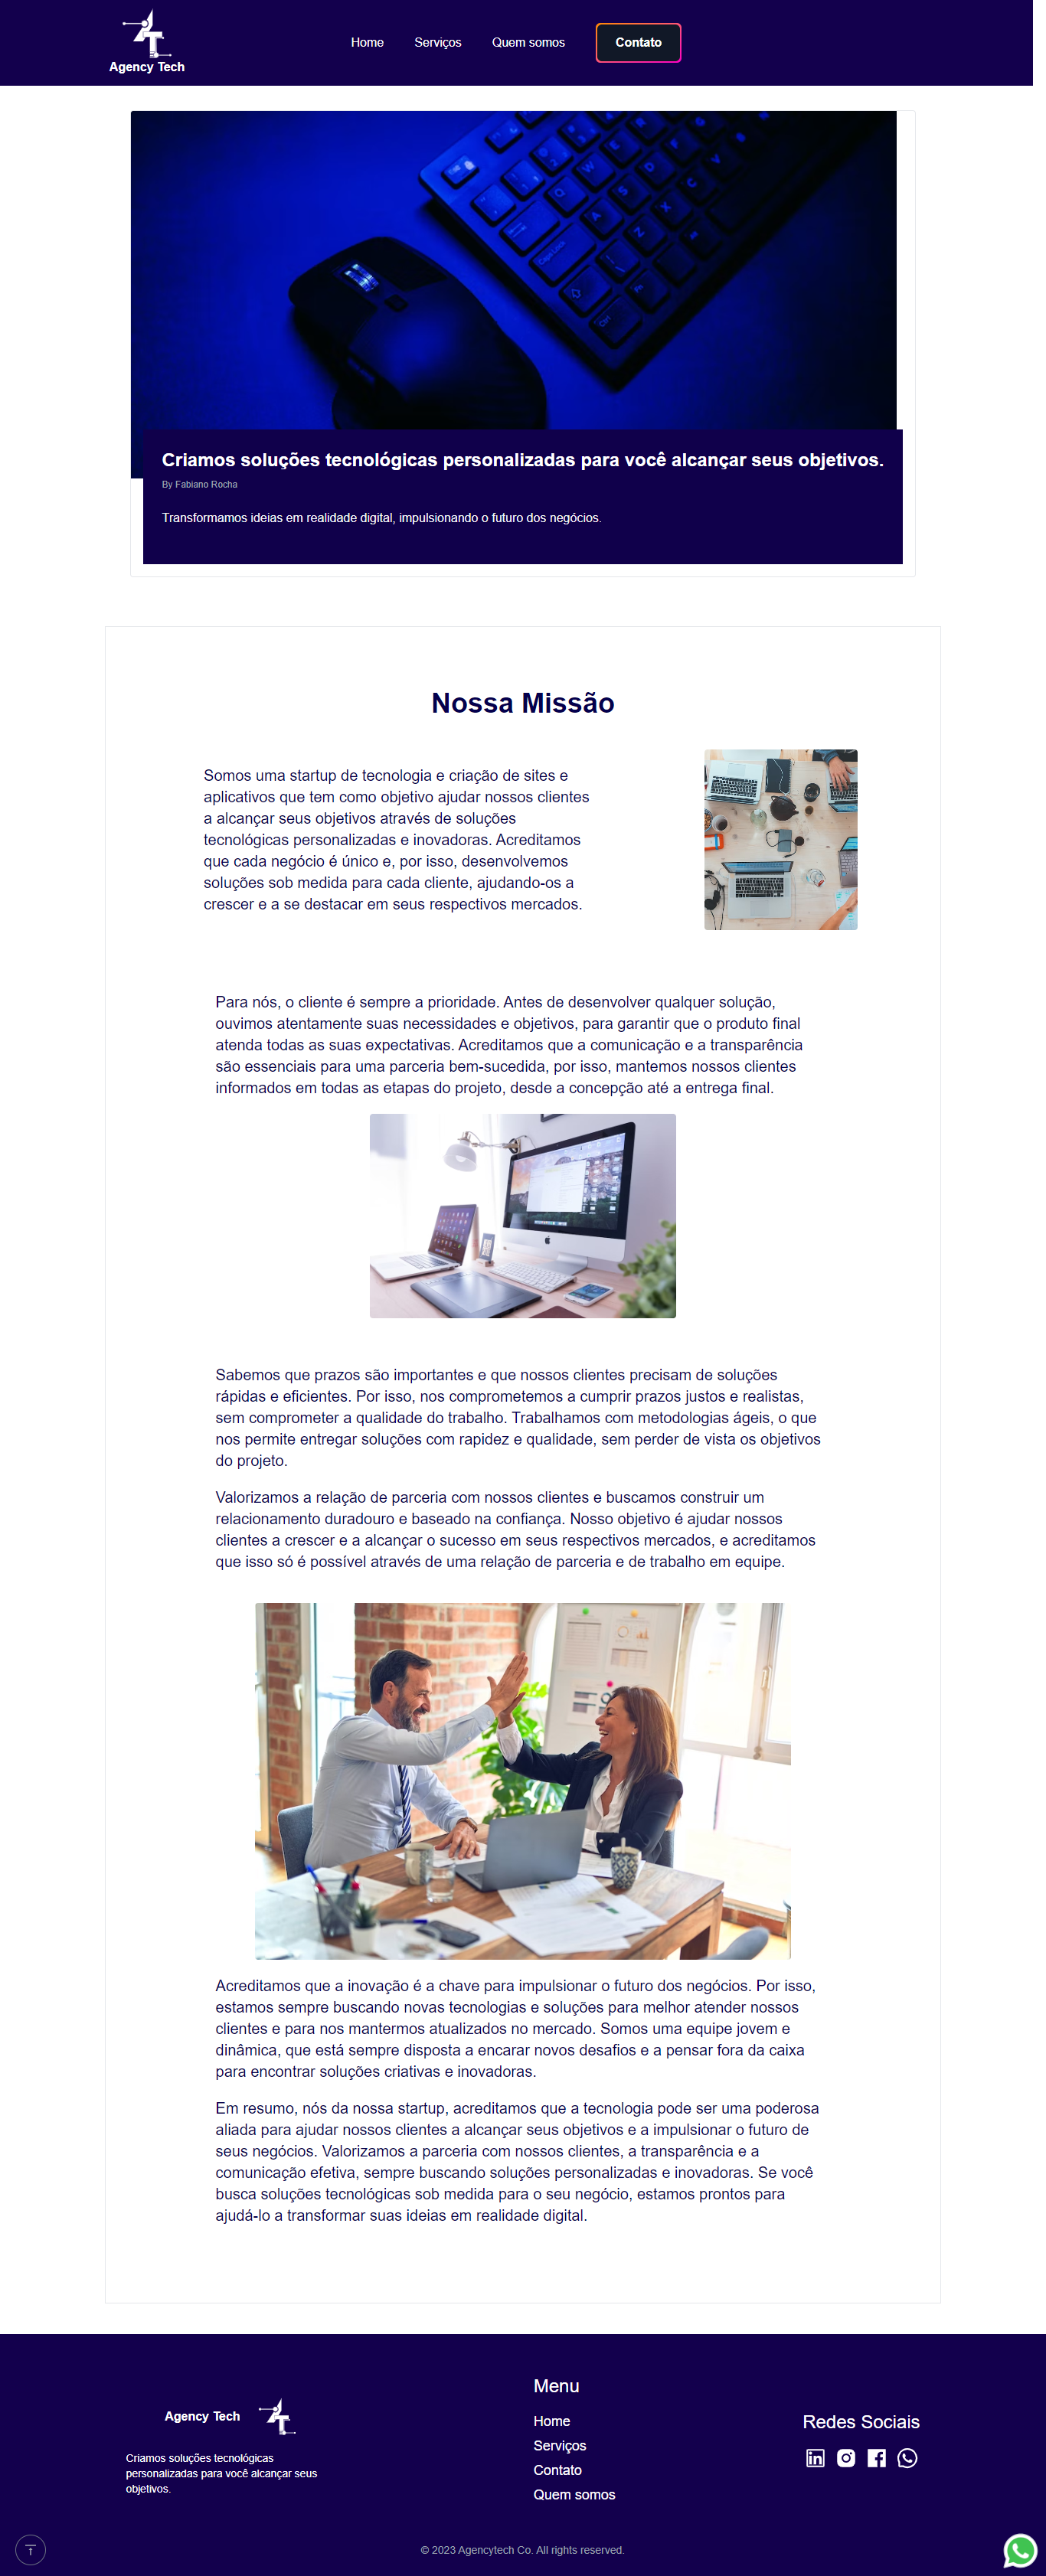 Agency Tech
Home
Serviços
Quem somos
Contato
Criamos soluções tecnológicas personalizadas para você alcançar seus objetivos.
By Fabiano Rocha
Transformamos ideias em realidade digital, impulsionando o futuro dos negócios.
Nossa Missão
Somos uma startup de tecnologia e criação de sites e
aplicativos que tem como objetivo ajudar nossos clientes
a alcançar seus objetivos através de soluções
tecnológicas personalizadas e inovadoras. Acreditamos
que cada negócio é único e, por isso, desenvolvemos
soluções sob medida para cada cliente, ajudando-os a
crescer e a se destacar em seus respectivos mercados.
Para nós, o cliente é sempre a prioridade. Antes de desenvolver qualquer solução,
ouvimos atentamente suas necessidades e objetivos, para garantir que o produto final
atenda todas as suas expectativas. Acreditamos que a comunicação e a transparência
são essenciais para uma parceria bem-sucedida, por isso, mantemos nossos clientes
informados em todas as etapas do projeto, desde a concepção até a entrega final.
Sabemos que prazos são importantes e que nossos clientes precisam de soluções
rápidas e eficientes. Por isso, nos comprometemos a cumprir prazos justos e realistas,
sem comprometer a qualidade do trabalho. Trabalhamos com metodologias ágeis, o que
nos permite entregar soluções com rapidez e qualidade, sem perder de vista os objetivos
do projeto.
Valorizamos a relação de parceria com nossos clientes e buscamos construir um
relacionamento duradouro e baseado na confiança. Nosso objetivo é ajudar nossos
clientes a crescer e a alcançar o sucesso em seus respectivos mercados, e acreditamos
que isso só é possível através de uma relação de parceria e de trabalho em equipe.
Acreditamos que a inovação é a chave para impulsionar o futuro dos negócios. Por isso,
estamos sempre buscando novas tecnologias e soluções para melhor atender nossos
clientes e para nos mantermos atualizados no mercado. Somos uma equipe jovem e
dinâmica, que está sempre disposta a encarar novos desafios e a pensar fora da caixa
para encontrar soluções criativas e inovadoras.
Em resumo, nós da nossa startup, acreditamos que a tecnologia pode ser uma poderosa
aliada para ajudar nossos clientes a alcançar seus objetivos e a impulsionar o futuro de
seus negócios. Valorizamos a parceria com nossos clientes, a transparência e a
comunicação efetiva, sempre buscando soluções personalizadas e inovadoras. Se você
busca soluções tecnológicas sob medida para o seu negócio, estamos prontos para
ajudá-lo a transformar suas ideias em realidade digital.
Agency Tech
Criamos soluções tecnológicas
personalizadas para você alcançar seus
objetivos.
Menu
Home
Serviços
Contato
Quem somos
Redes Sociais
© 2023 Agencytech Co. All rights reserved.